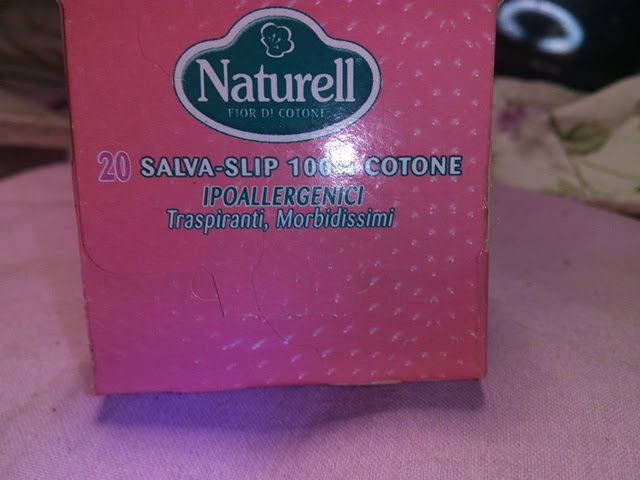 Naturell
FIOR DI COTONE
20 SALVA-SLIP 100% COTONE
IPOALLERGENICI
Traspiranti, Morbidissimi